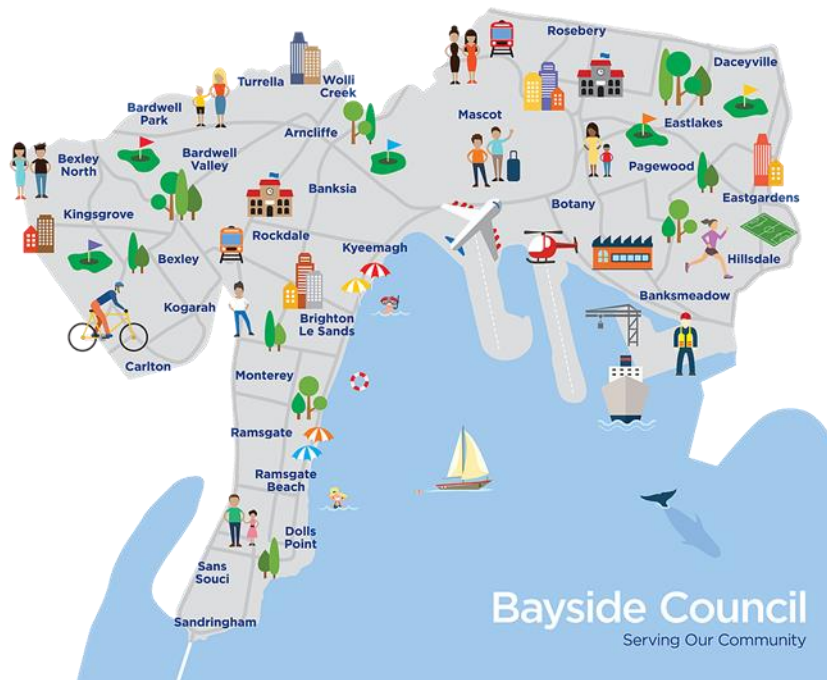 Rosebery
Daceyville
Turrella
Wolli
Creek
Bardwell
Park
Mascot
Eastlakes
Arncliffe
Bexley
North
Bardwell
Valley
Pagewood
Banksia
Eastgardens
Kingsgrove
Botany
Rockdale
Kyeemagh
Bexley
Hillsdale
Kogarah
Banksmeadow
Brighton
Le Sands
Carlton
Monterey
Ramsgate
Ramsgate
Beach
Dolls
Point
Sans
Souci
Sandringham
Bayside Council
Serving Our Community